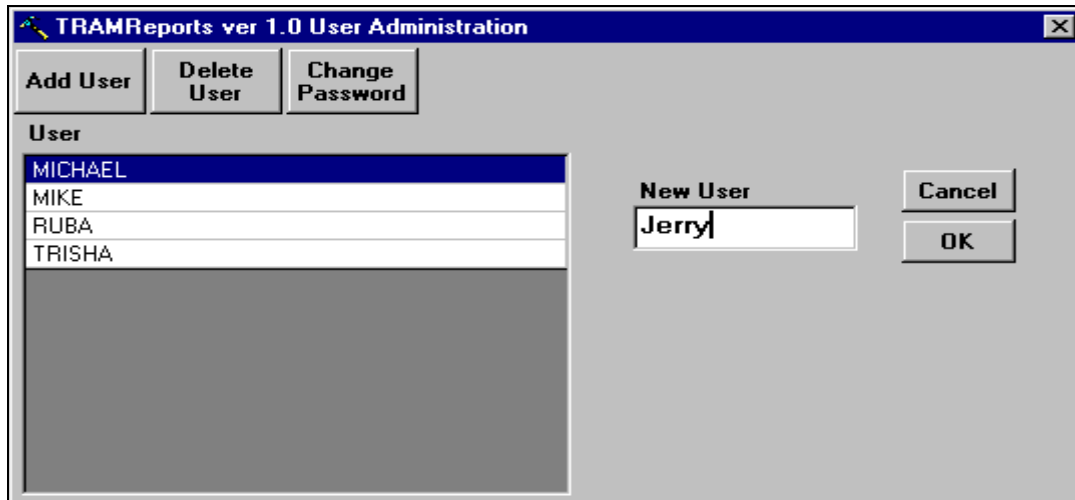 TRAMReports ver 1.0 User Administration
Add User
Delete
User
Change
Password
User
MICHAEL
MIKE
RUBA
TRISHA
New User
Jerry
Cancel
OK